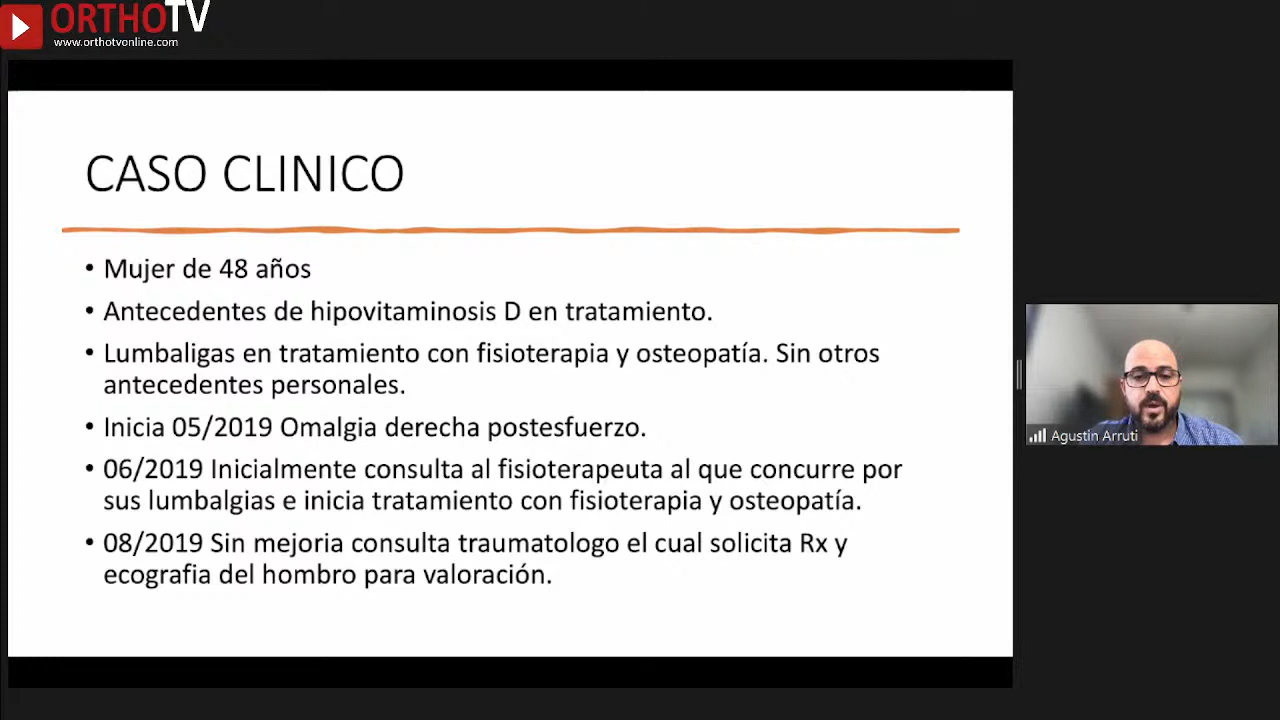 ORTHOTV
www.orthotvonline.com
CASO CLINICO
• Mujer de 48 años
• Antecedentes de hipovitaminosis D en tratamiento.
• Lumbaligas en tratamiento con fisioterapia y osteopatía. Sin otros
antecedentes personales.
• Inicia 05/2019 Omalgia derecha postesfuerzo.
• 06/2019 Inicialmente consulta al fisioterapeuta al que concurre por
sus lumbalgias e inicia tratamiento con fisioterapia y osteopatía.
• 08/2019 Sin mejoria consulta traumatologo el cual solicita Rx y
ecografia del hombro para valoración.
Agustin Arruti